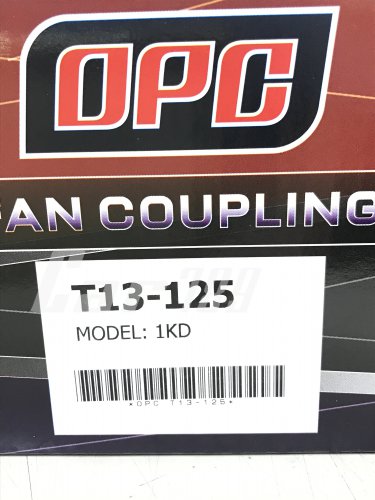 OPC
FAN COUPLING
T13-125
MODEL: 1KD
*OPC T13-125*